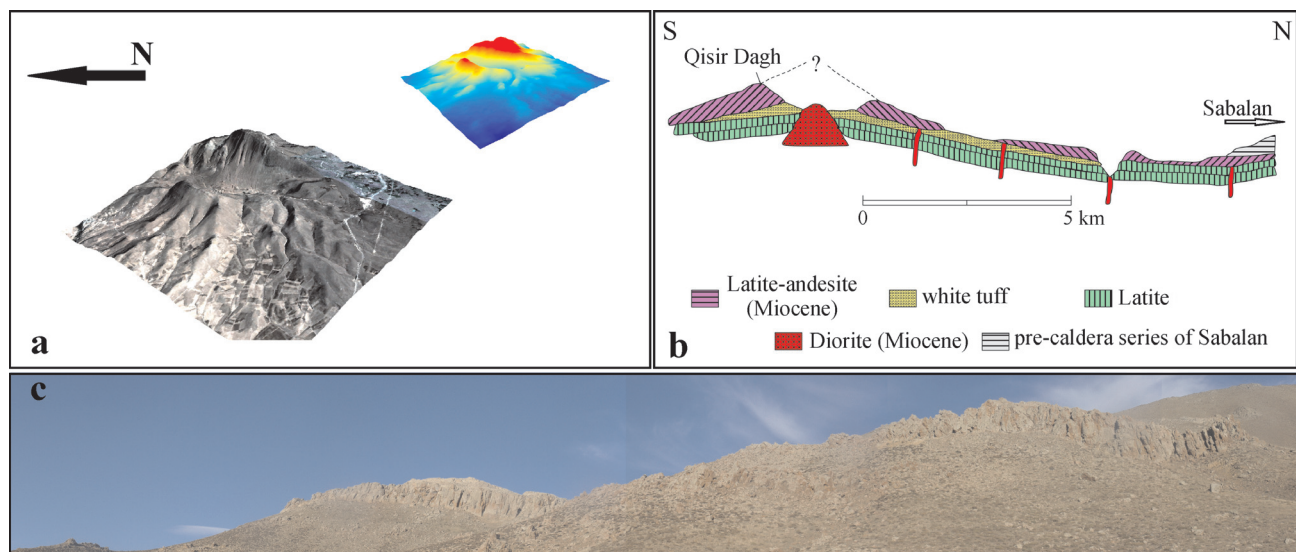 N
a
S
N
Qisir Dagh
?
Sabalan
0
5 km
Latite-andesite
(Miocene)
white tuff
Latite
Diorite (Miocene)
pre-caldera series of Sabalan
b
c